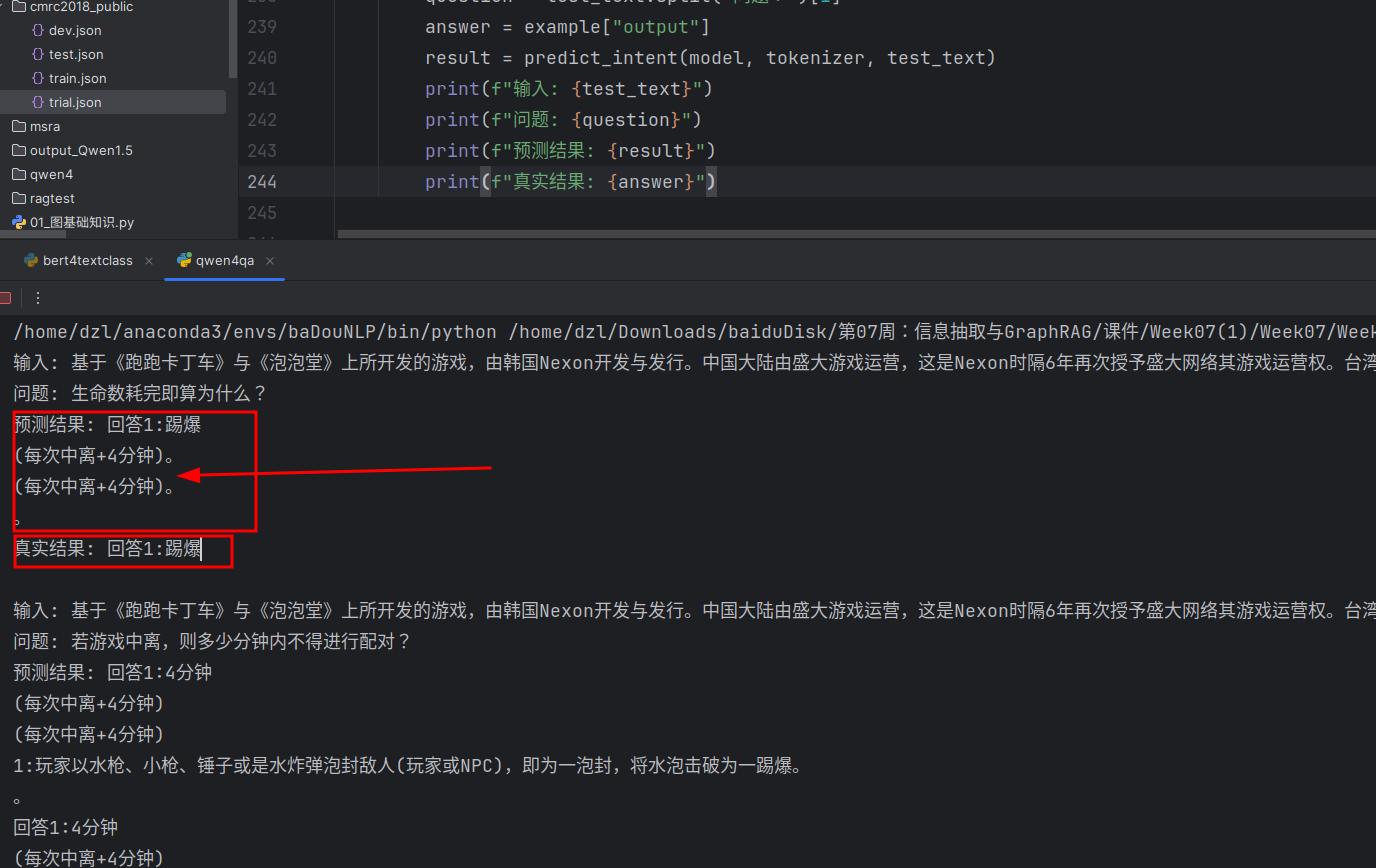 cmrc2018_public
dev.json
test.json
train.json
trial.json
msra
output_Qwen1.5
qwen4
ragtest
01_图基础知识.py
239 answer = example["output"]
240 result = predict_intent(model, tokenizer, test_text)
241 print(f"输入: {test_text}")
242 print(f"问题: {question}")
243 print(f"预测结果: {result}")
244 print(f"真实结果: {answer}")
245
bert4textclass
qwen4qa
/home/dzl/anaconda3/envs/baDouNLP/bin/python /home/dzl/Downloads/baiduDisk/第07周：信息抽取与GraphRAG/课件/Week07(1)/Week07/Week
输入: 基于《跑跑卡丁车》与《泡泡堂》上所开发的游戏，由韩国Nexon开发与发行。中国大陆由盛大游戏运营，这是Nexon时隔6年再次授予盛大网络其游戏运营权。台湾
问题: 生命数耗完即算为什么？
预测结果: 回答1:踢爆
(每次中离+4分钟)。
(每次中离+4分钟)。
。
真实结果: 回答1:踢爆
输入: 基于《跑跑卡丁车》与《泡泡堂》上所开发的游戏，由韩国Nexon开发与发行。中国大陆由盛大游戏运营，这是Nexon时隔6年再次授予盛大网络其游戏运营权。台湾
问题: 若游戏中离，则多少分钟内不得进行配对？
预测结果: 回答1:4分钟
(每次中离+4分钟)
(每次中离+4分钟)
1:玩家以水枪、小枪、锤子或是水炸弹泡封敌人(玩家或NPC)，即为一泡封，将水泡击破为一踢爆。
。
回答1:4分钟
(每次中离+4分钟)